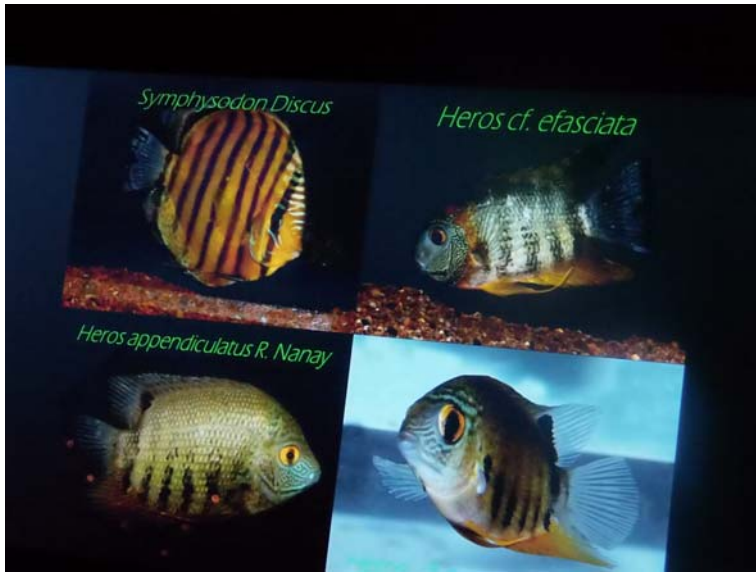 Symphysodon Discus
Heros cf. efasciata
Heros appendiculatus R. Nanay